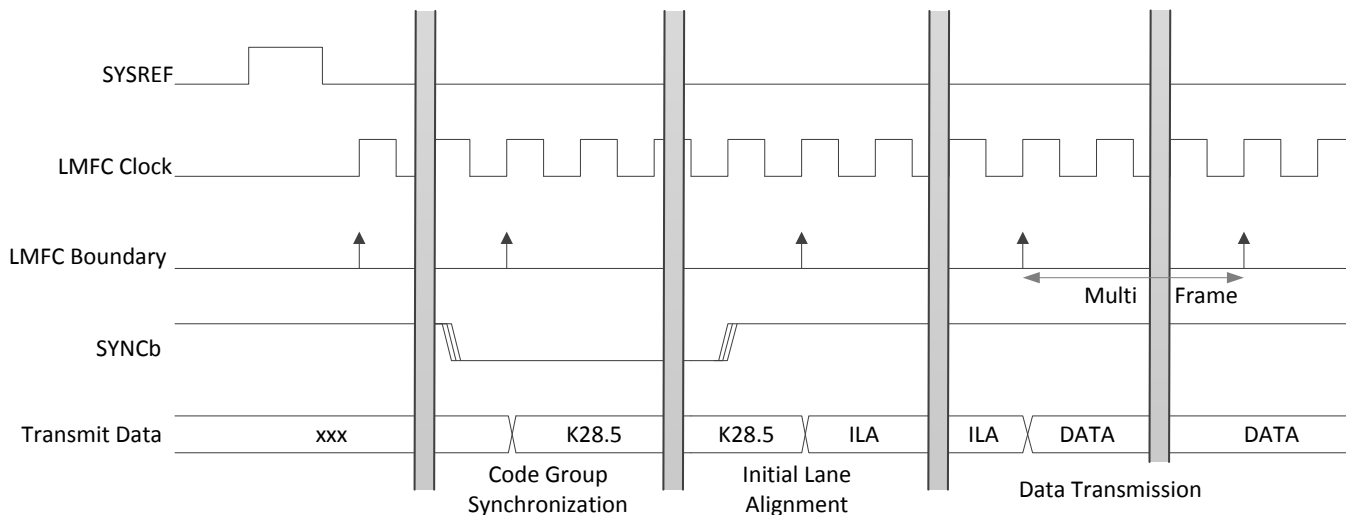 SYSREF
LMFC Clock
LMFC Boundary
Multi Frame
SYNCb
Transmit Data
xxx
K28.5
K28.5
ILA
ILA
DATA
DATA
Code Group
Synchronization
Initial Lane
Alignment
Data Transmission